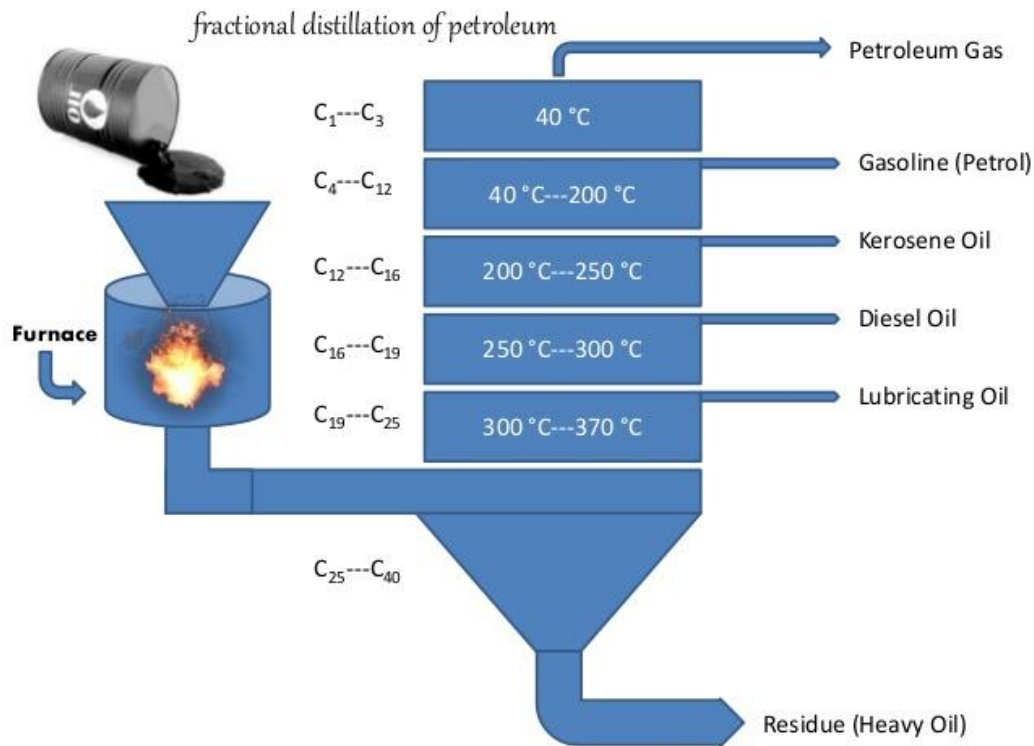 fractional distillation of petroleum
OIL
Petroleum Gas
C₁---C₃
40 °C
C₄---C₁₂
40 °C---200 °C
Gasoline (Petrol)
C₁₂---C₁₆
200 °C---250 °C
Kerosene Oil
Furnace
C₁₆---C₁₉
250 °C---300 °C
Diesel Oil
C₁₉---C₂₅
300 °C---370 °C
Lubricating Oil
C₂₅---C₄₀
Residue (Heavy Oil)